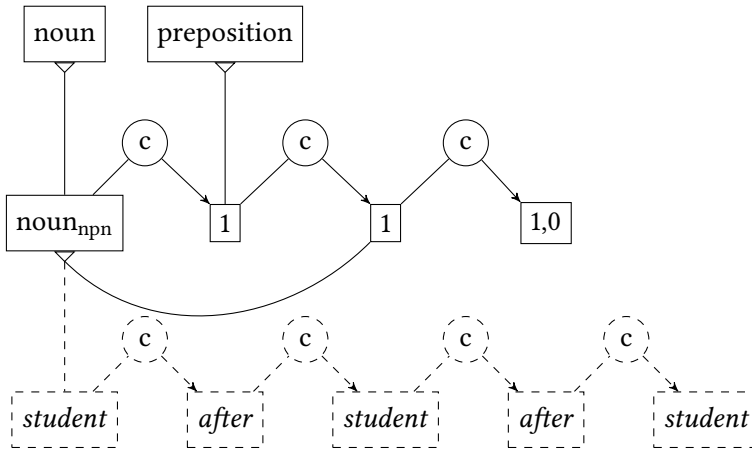 noun preposition
c c c
noun_npn 1 1 1,0
c c c c
student after student after student